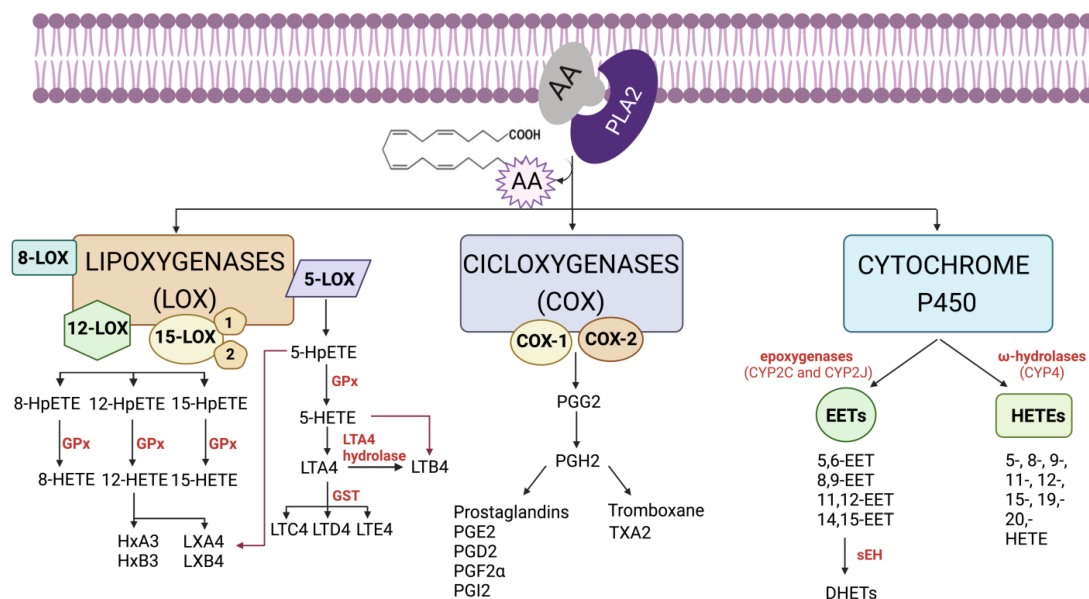 AA
PLA2
COOH
AA
8-LOX
LIPOXYGENASES
(LOX)
5-LOX
12-LOX
15-LOX
1
2
CICLOXYGENASES
(COX)
COX-1
COX-2
CYTOCHROME
P450
5-HpETE
GPx
5-HETE
LTA4
hydrolase
LTA4
LTB4
GST
LTC4 LTD4 LTE4
8-HpETE 12-HpETE 15-HpETE
GPx GPx GPx
8-HETE 12-HETE 15-HETE
HxA3
HxB3
LXA4
LXB4
PGG2
PGH2
Prostaglandins
PGE2
PGD2
PGF2α
PGI2
Tromboxane
TXA2
epoxygenases
(CYP2C and CYP2J)
EETs
5,6-EET
8,9-EET
11,12-EET
14,15-EET
sEH
DHETs
ω-hydrolases
(CYP4)
HETEs
5-, 8-, 9-,
11-, 12-,
15-, 19,-
20,-
HETE